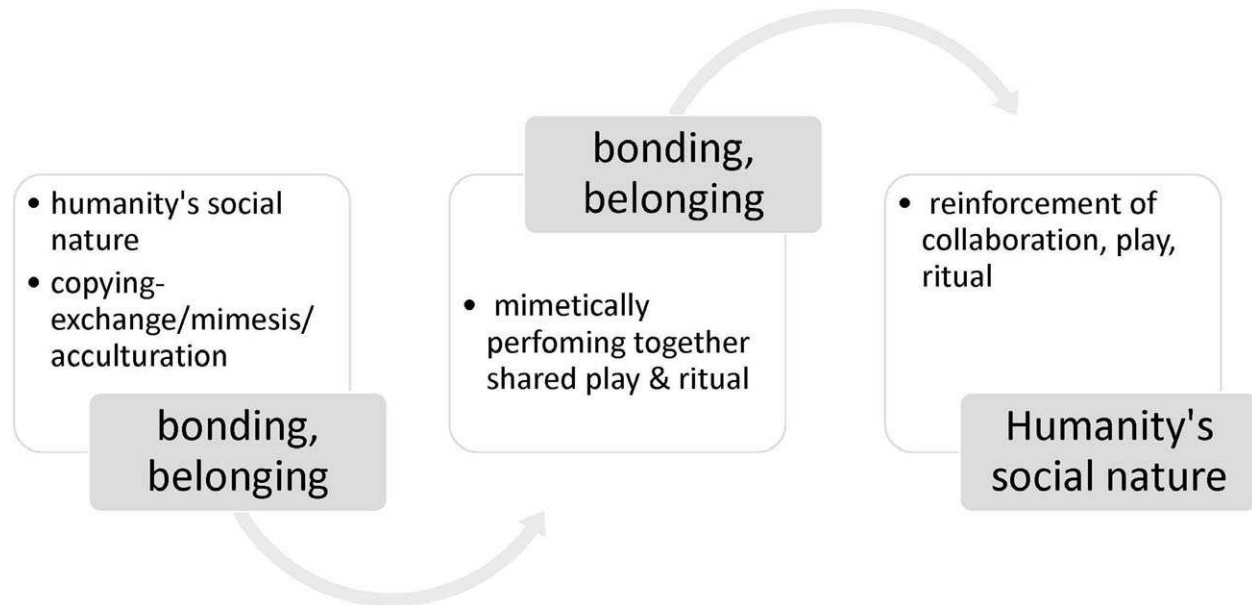 • humanity's social
nature
• copying-
exchange/mimesis/
acculturation
bonding,
belonging
bonding,
belonging
• mimetically
perfoming together
shared play & ritual
• reinforcement of
collaboration, play,
ritual
Humanity's
social nature